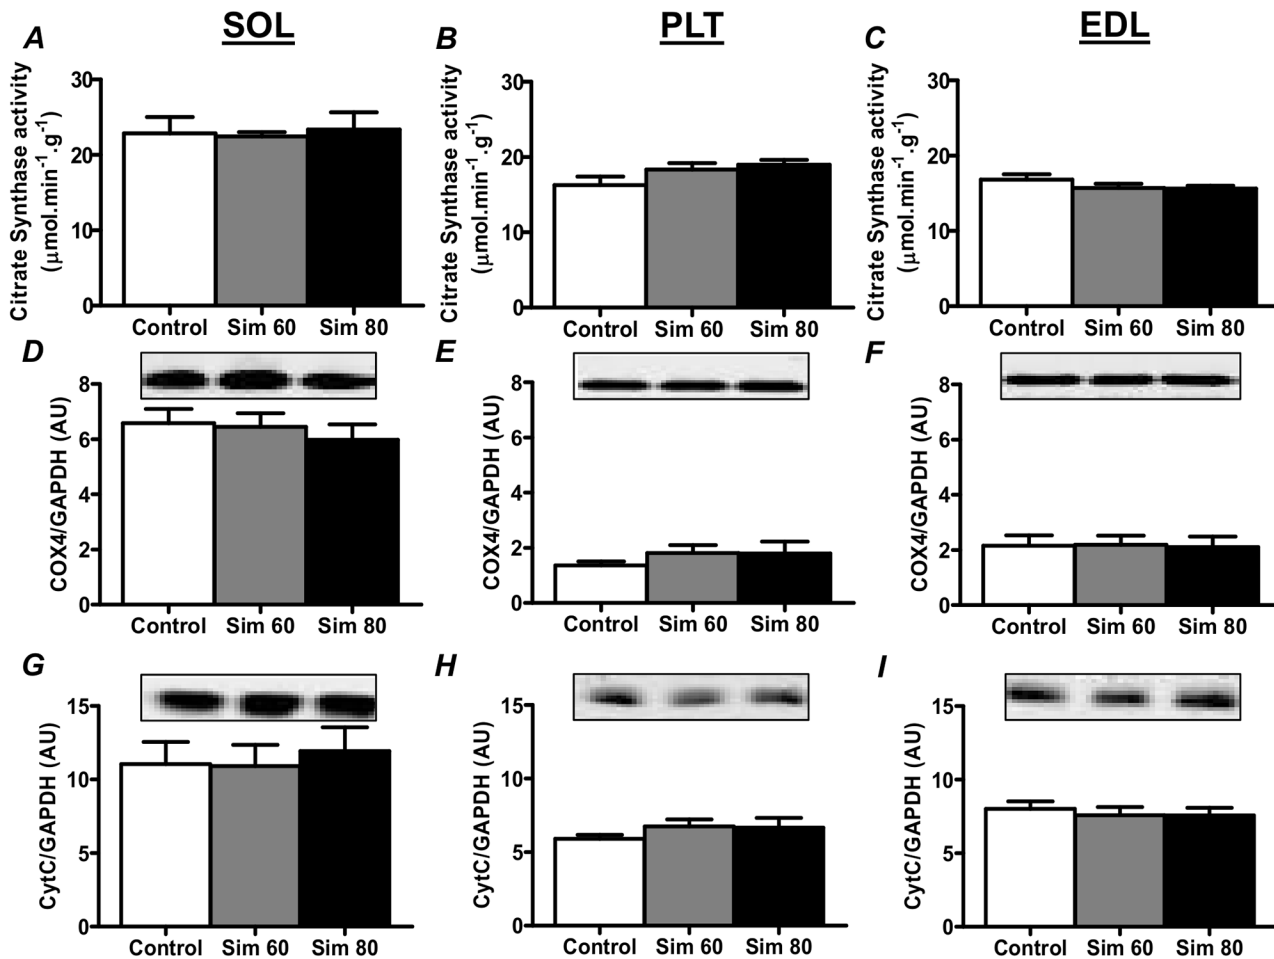 SOL
PLT
EDL
A
B
C
Citrate Synthase activity
(μmol.min⁻¹.g⁻¹)
30
20
10
0
Control Sim 60 Sim 80
Citrate Synthase activity
(μmol.min⁻¹.g⁻¹)
30
20
10
0
Control Sim 60 Sim 80
Citrate Synthase activity
(μmol.min⁻¹.g⁻¹)
30
20
10
0
Control Sim 60 Sim 80
D
COX4/GAPDH (AU)
8
6
4
2
0
Control Sim 60 Sim 80
E
COX4/GAPDH (AU)
8
6
4
2
0
Control Sim 60 Sim 80
F
COX4/GAPDH (AU)
8
6
4
2
0
Control Sim 60 Sim 80
G
CytC/GAPDH (AU)
15
10
5
0
Control Sim 60 Sim 80
H
CytC/GAPDH (AU)
15
10
5
0
Control Sim 60 Sim 80
I
CytC/GAPDH (AU)
15
10
5
0
Control Sim 60 Sim 80